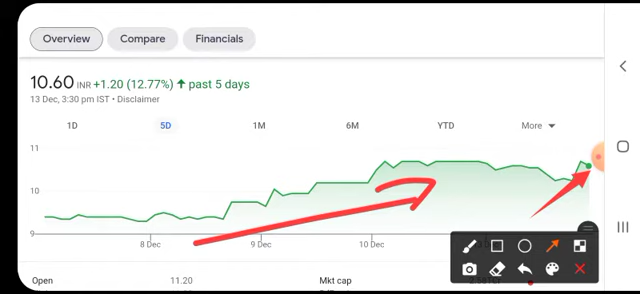 Overview Compare Financials
10.60 INR +1.20 (12.77%) ↑ past 5 days
13 Dec, 3:30 pm IST • Disclaimer
1D 5D 1M 6M YTD More
11
10
9
8 Dec 9 Dec 10 Dec
Open 11.20 Mkt cap